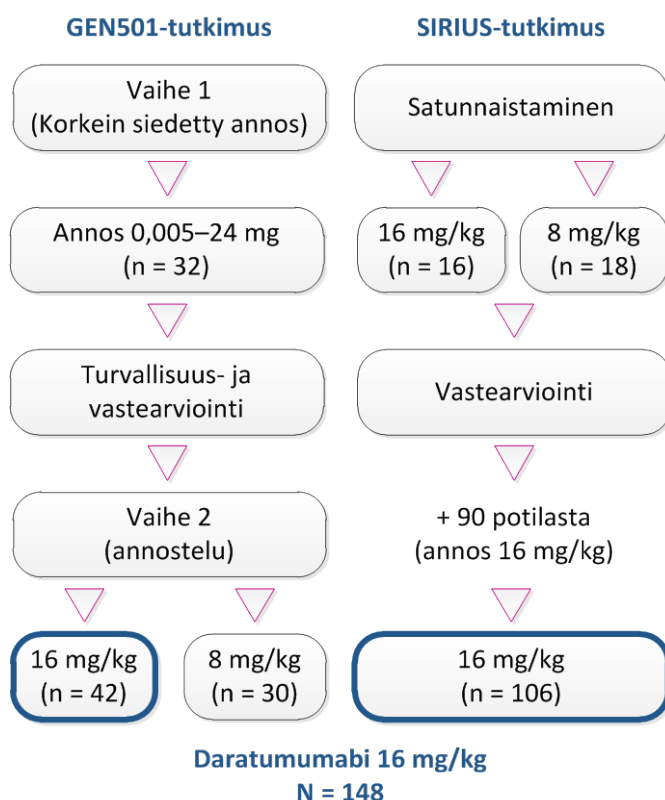 GEN501-tutkimus
Vaihe 1
(Korkein siedetty annos)
Annos 0,005–24 mg
(n = 32)
Turvallisuus- ja
vastearviointi
Vaihe 2
(annostelu)
16 mg/kg
(n = 42)
8 mg/kg
(n = 30)
SIRIUS-tutkimus
Satunnaistaminen
16 mg/kg
(n = 16)
8 mg/kg
(n = 18)
Vastearviointi
+ 90 potilasta
(annos 16 mg/kg)
16 mg/kg
(n = 106)
Daratumumabi 16 mg/kg
N = 148